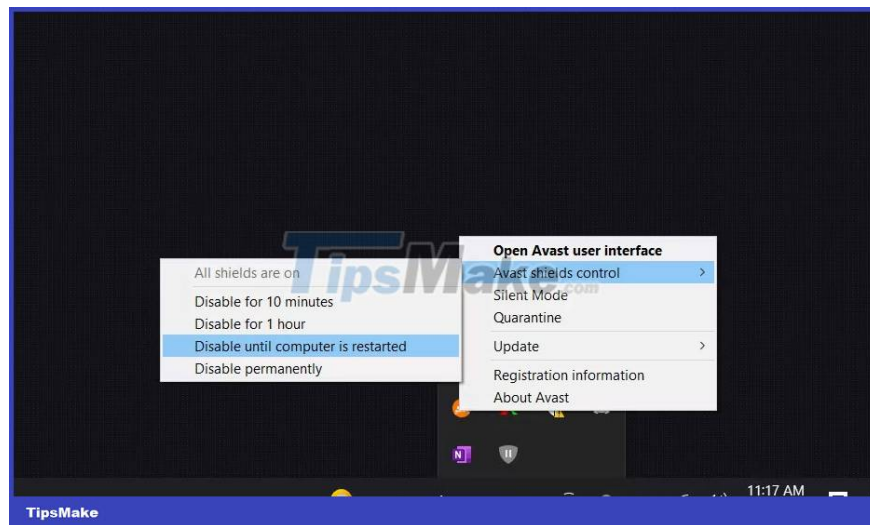 Open Avast user interface
Avast shields control
Silent Mode
Quarantine
Update
Registration information
About Avast
All shields are on
Disable for 10 minutes
Disable for 1 hour
Disable until computer is restarted
Disable permanently
TipsMake.com
N
11:17 AM
TipsMake